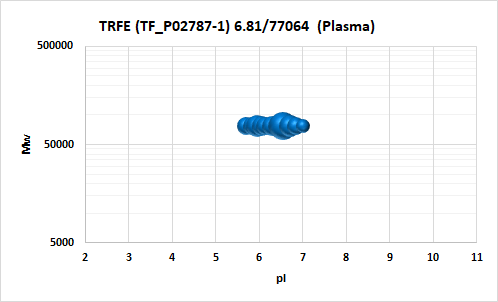 TRFE (TF_P02787-1) 6.81/77064 (Plasma)
500000
50000
5000
Mw
2 3 4 5 6 7 8 9 10 11
pI